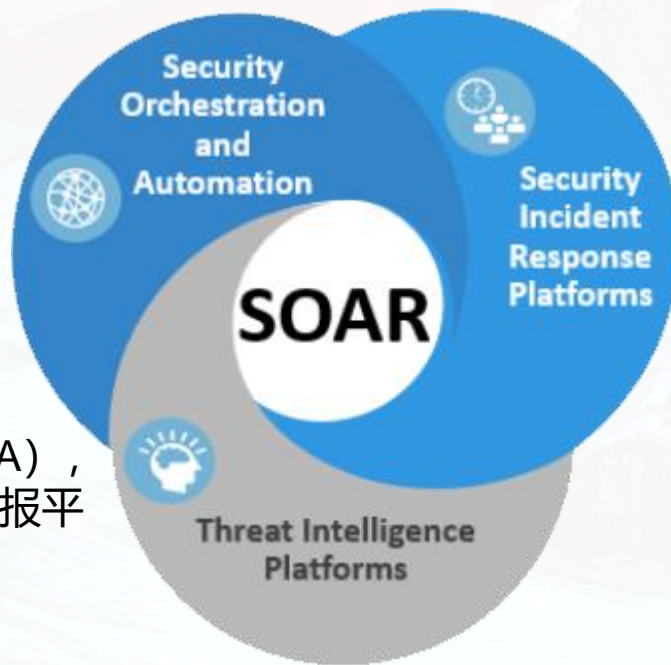 Security
Orchestration
and
Automation
Security
Incident
Response
Platforms
SOAR
A)，
报平
Threat Intelligence
Platforms